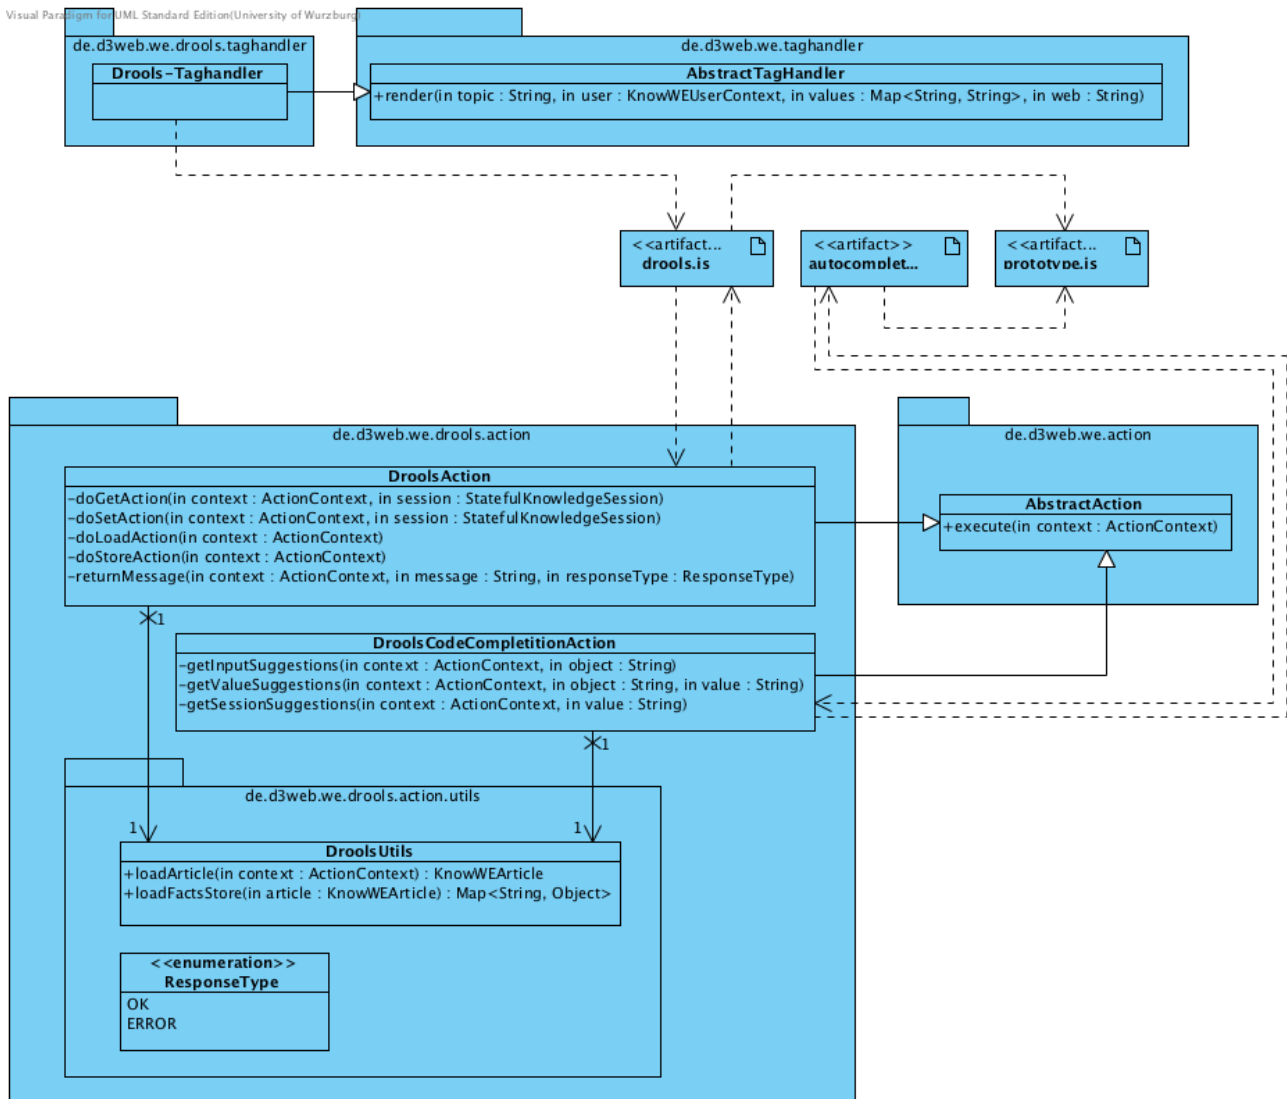 Visual Paradigm for UML Standard Edition(University of Wurzburg)
de.d3web.we.drools.taghandler
Drools-Taghandler
de.d3web.we.taghandler
AbstractTagHandler
+render(in topic : String, in user : KnowWEUserContext, in values : Map<String, String>, in web : String)
<<artifact...
drools.js
<<artifact>>
autocomplet...
<<artifact...
prototype.js
de.d3web.we.drools.action
DroolsAction
-doGetAction(in context : ActionContext, in session : StatefulKnowledgeSession)
-doSetAction(in context : ActionContext, in session : StatefulKnowledgeSession)
-doLoadAction(in context : ActionContext)
-doStoreAction(in context : ActionContext)
-returnMessage(in context : ActionContext, in message : String, in responseType : ResponseType)
de.d3web.we.action
AbstractAction
+execute(in context : ActionContext)
1
DroolsCodeCompletitionAction
-getInputSuggestions(in context : ActionContext, in object : String)
-getValueSuggestions(in context : ActionContext, in object : String, in value : String)
-getSessionSuggestions(in context : ActionContext, in value : String)
1
de.d3web.we.drools.action.utils
1
1
DroolsUtils
+loadArticle(in context : ActionContext) : KnowWEArticle
+loadFactsStore(in article : KnowWEArticle) : Map<String, Object>
<<enumeration>>
ResponseType
OK
ERROR